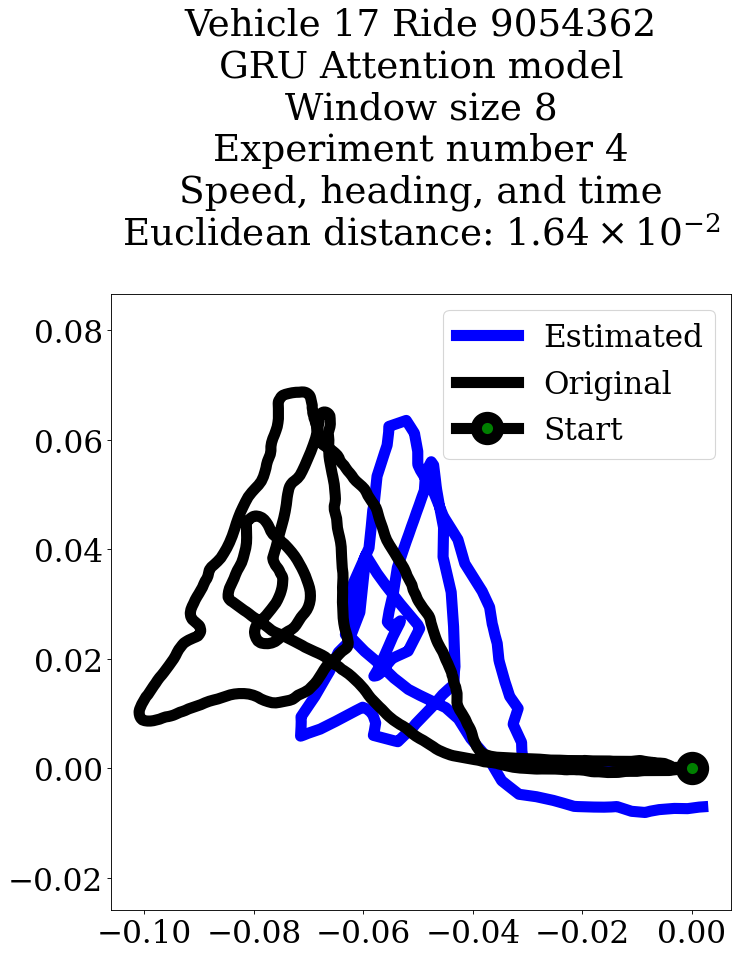 Vehicle 17 Ride 9054362
GRU Attention model
Window size 8
Experiment number 4
Speed, heading, and time
Euclidean distance: 1.64 × 10⁻²
Estimated
Original
Start
0.08
0.06
0.04
0.02
0.00
−0.02
−0.10 −0.08 −0.06 −0.04 −0.02 0.00